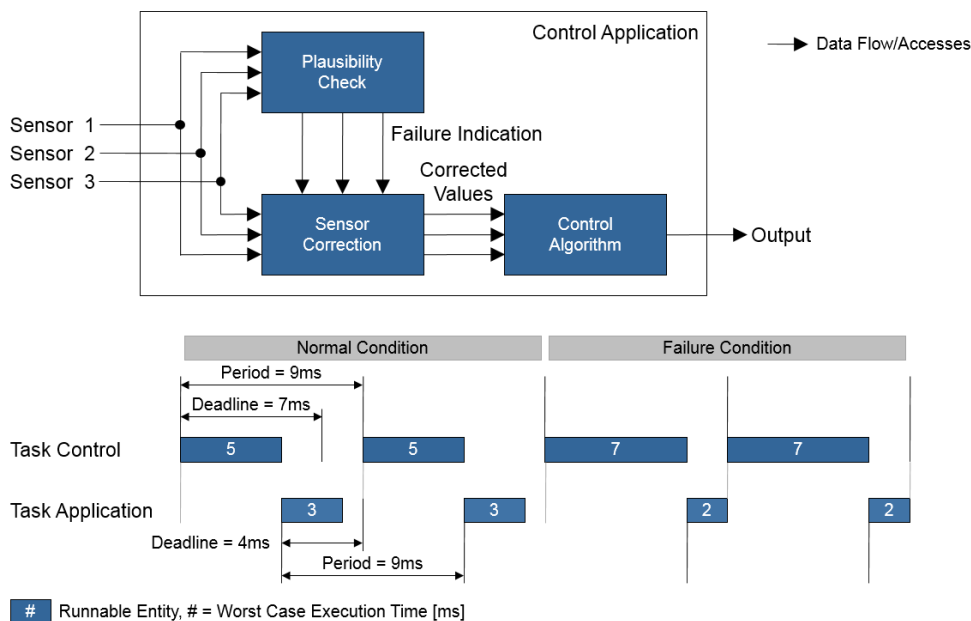 Control Application
Data Flow/Accesses
Plausibility
Check
Sensor 1
Sensor 2
Sensor 3
Failure Indication
Corrected
Values
Sensor
Correction
Control
Algorithm
Output
Normal Condition
Failure Condition
Period = 9ms
Deadline = 7ms
Task Control
5
5
7
7
Task Application
3
3
2
2
Deadline = 4ms
Period = 9ms
# Runnable Entity, # = Worst Case Execution Time [ms]